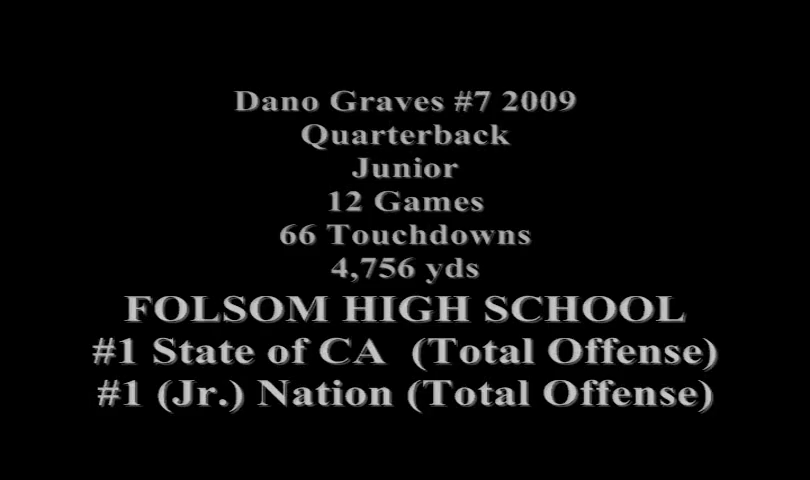 Dano Graves #7 2009
Quarterback
Junior
12 Games
66 Touchdowns
4,756 yds
FOLSOM HIGH SCHOOL
#1 State of CA (Total Offense)
#1 (Jr.) Nation (Total Offense)